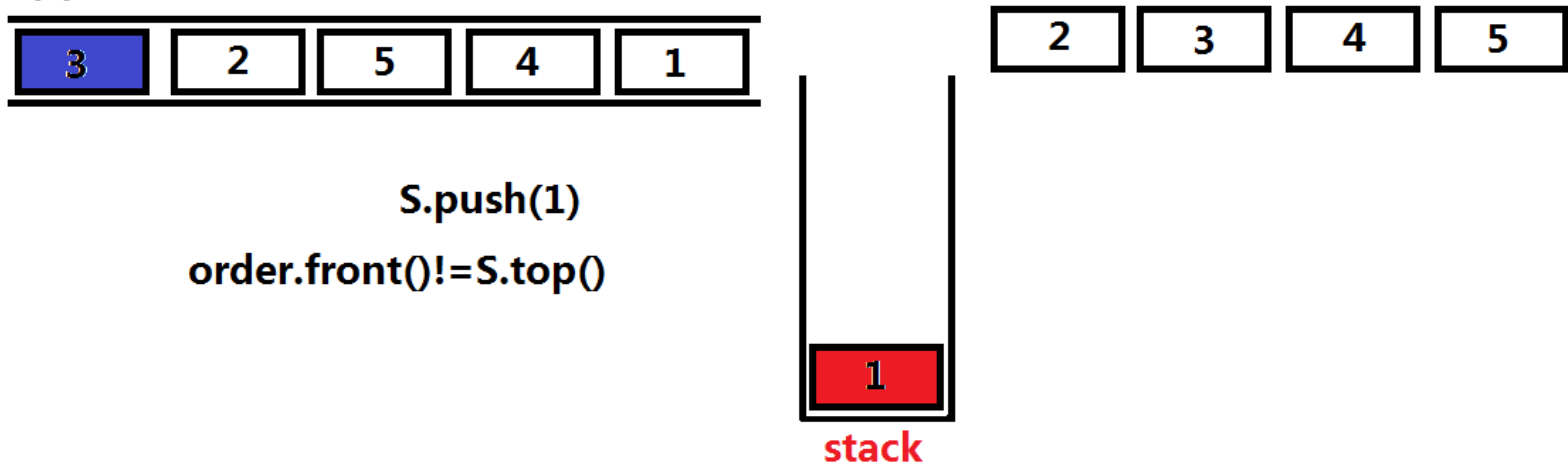 3 2 5 4 1
2 3 4 5
S.push(1)
order.front()!=S.top()
1
stack